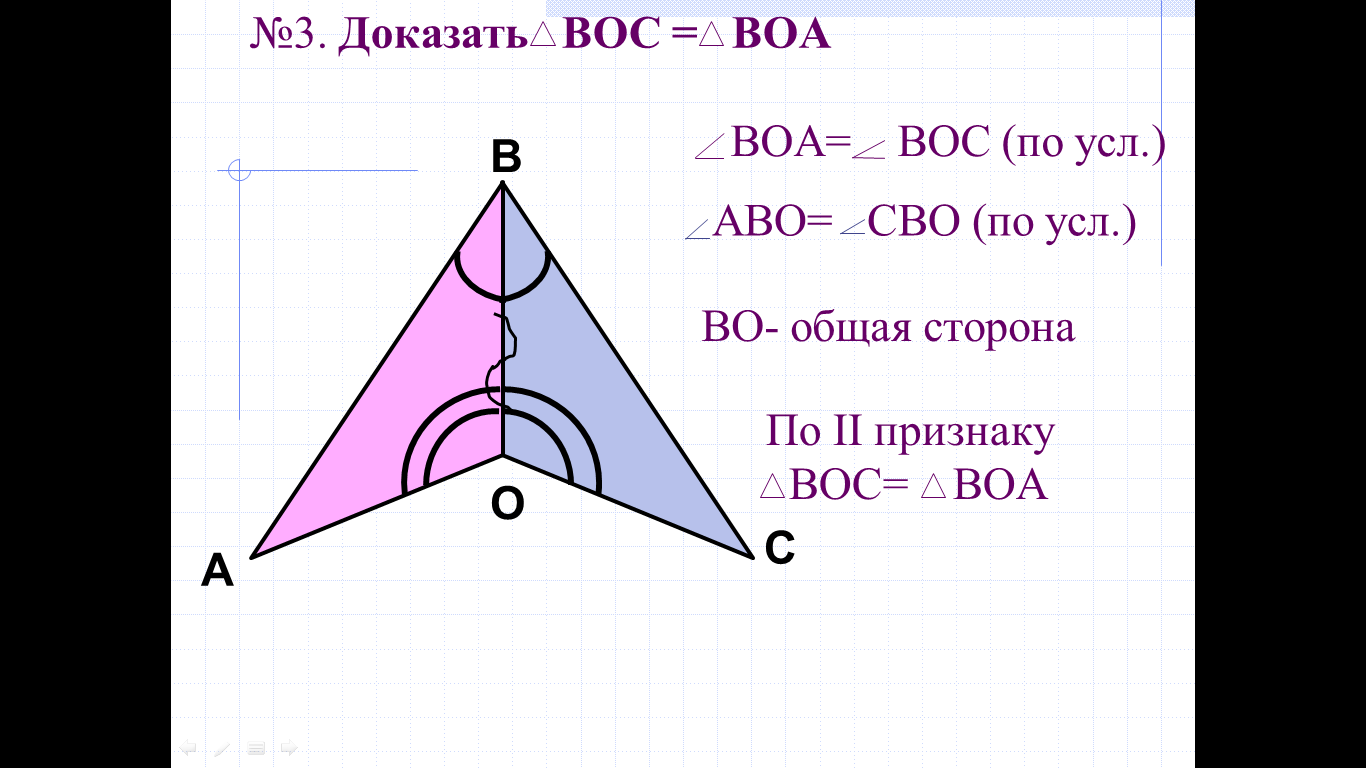 №3. Доказать△ ВОС =△ ВОА
В
∠ВОА=∠ ВОС (по усл.)
∠АВО= ∠СВО (по усл.)
ВО- общая сторона
По II признаку
△ВОС= △ВОА
О
А
С